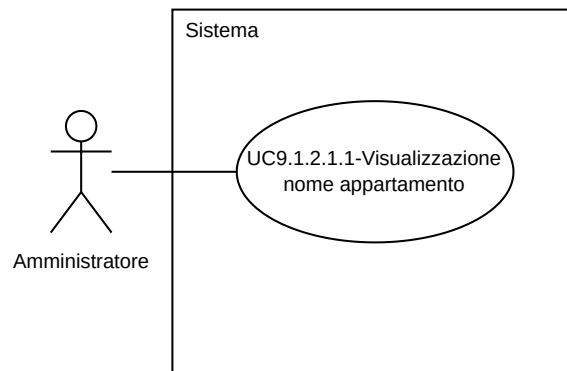 Sistema
UC9.1.2.1.1-Visualizzazione
nome appartamento
Amministratore